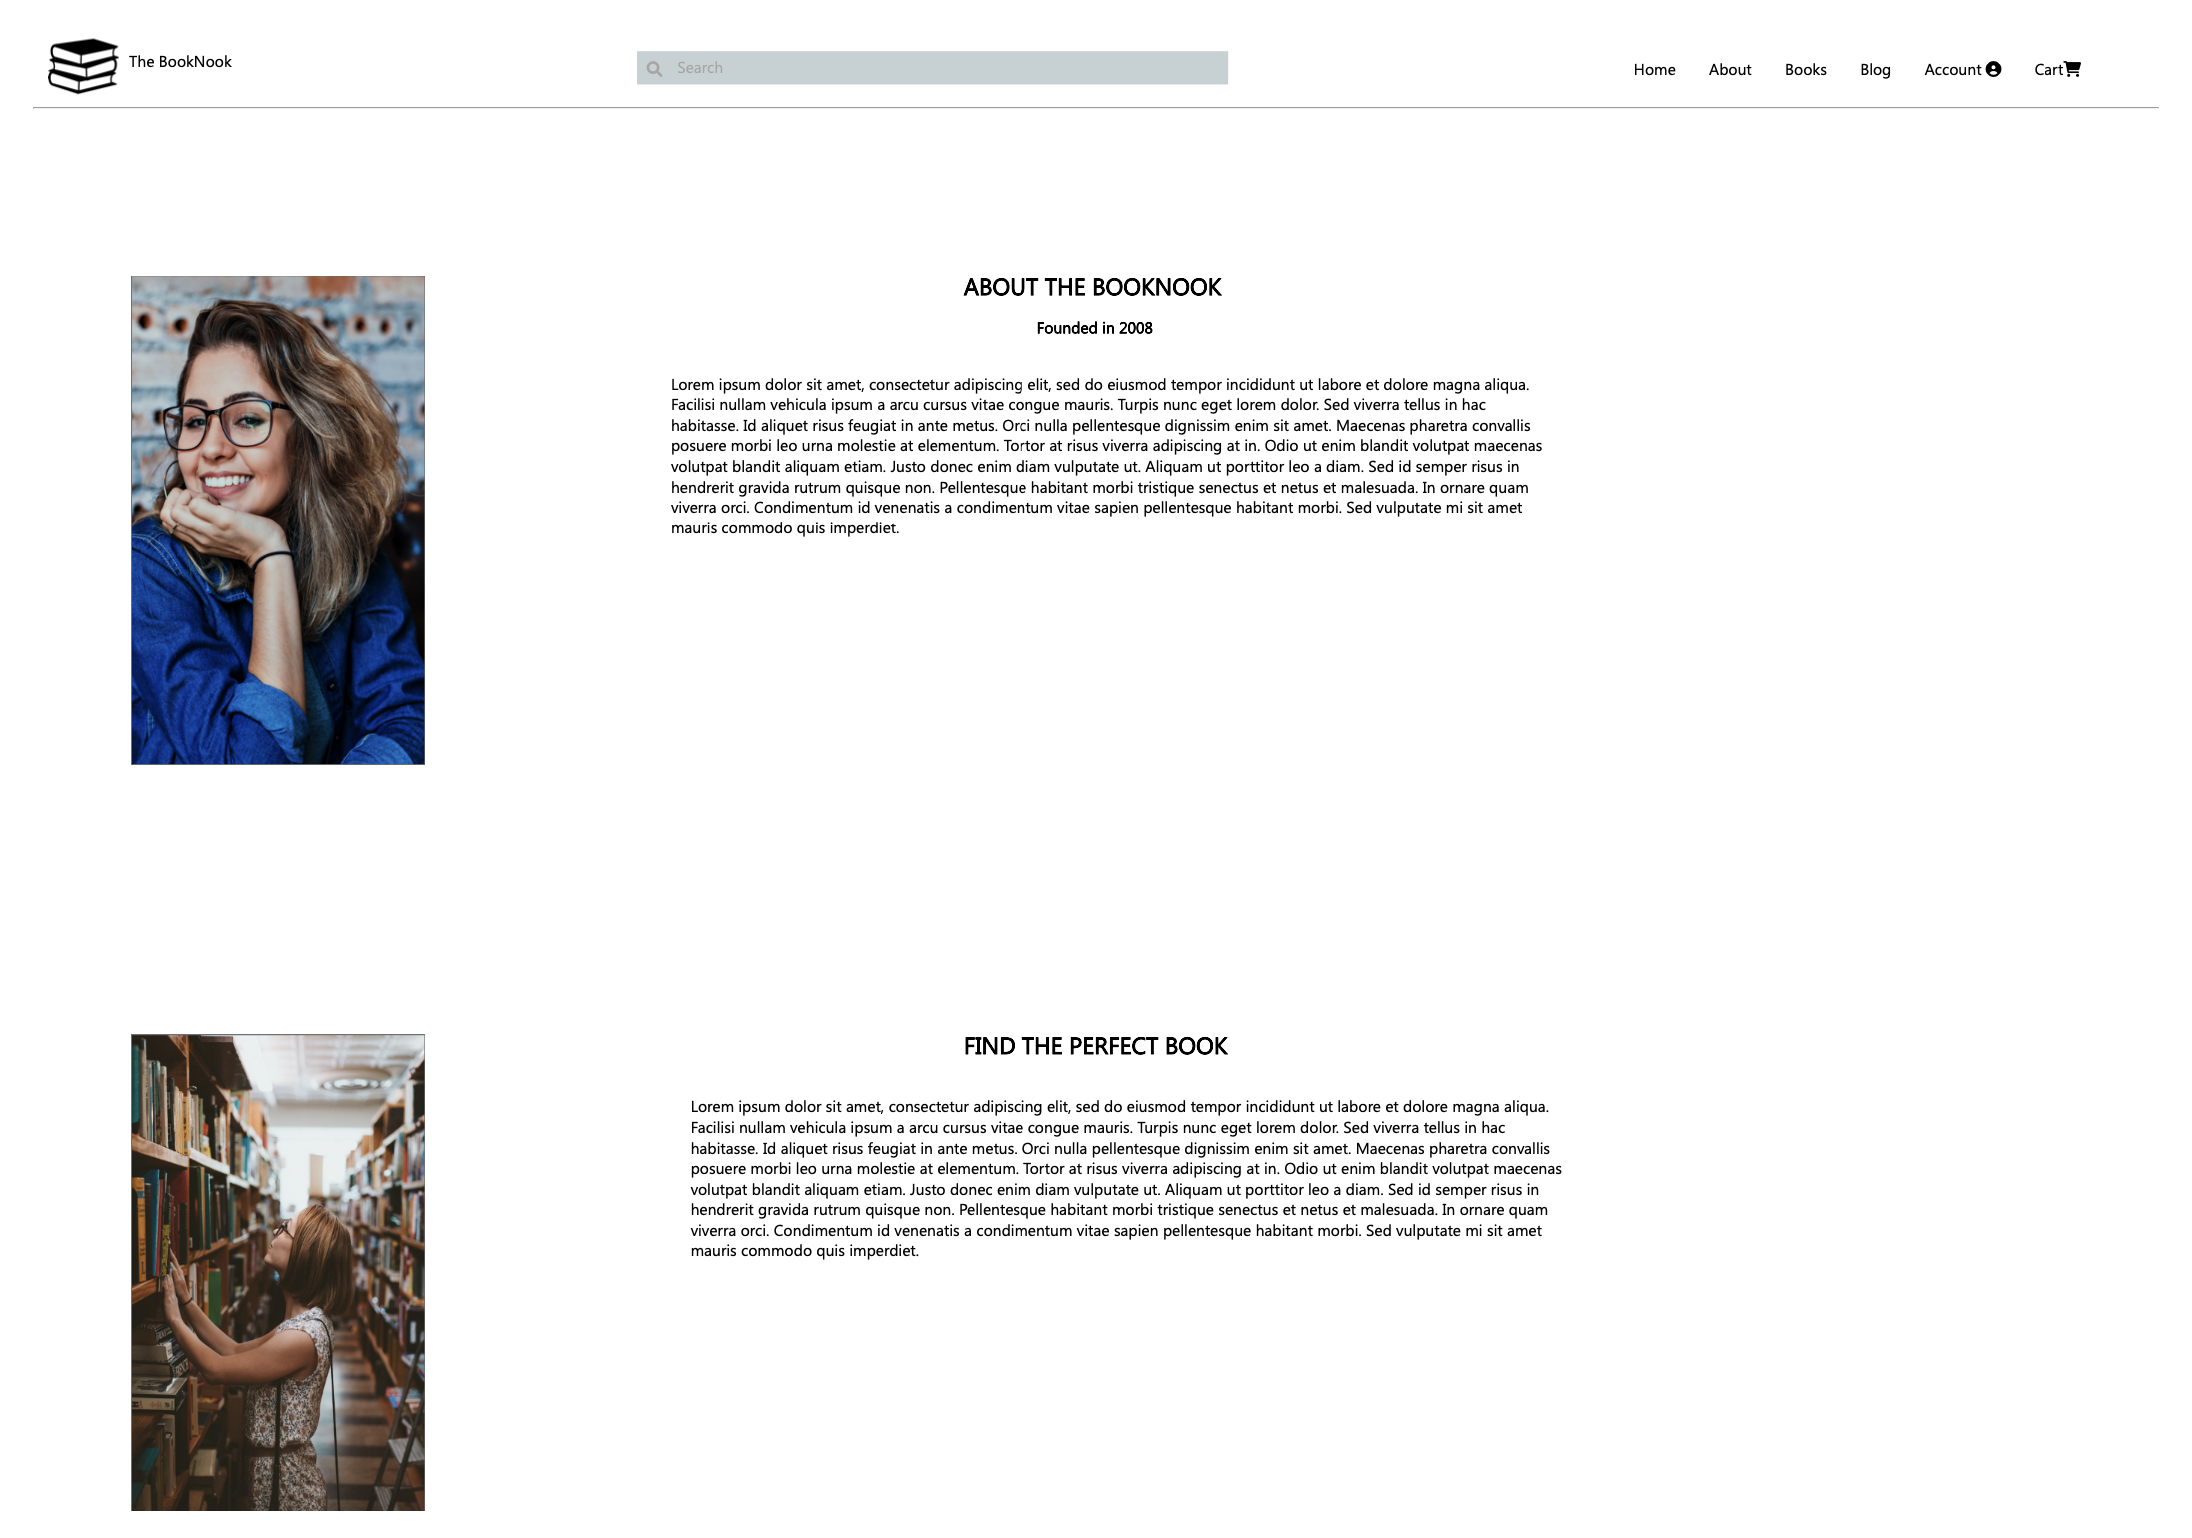 The BookNook
Search
Home About Books Blog Account Cart
ABOUT THE BOOKNOOK
Founded in 2008
Lorem ipsum dolor sit amet, consectetur adipiscing elit, sed do eiusmod tempor incididunt ut labore et dolore magna aliqua.
Facilisi nullam vehicula ipsum a arcu cursus vitae congue mauris. Turpis nunc eget lorem dolor. Sed viverra tellus in hac
habitasse. Id aliquet risus feugiat in ante metus. Orci nulla pellentesque dignissim enim sit amet. Maecenas pharetra convallis
posuere morbi leo urna molestie at elementum. Tortor at risus viverra adipiscing at in. Odio ut enim blandit volutpat maecenas
volutpat blandit aliquam etiam. Justo donec enim diam vulputate ut. Aliquam ut porttitor leo a diam. Sed id semper risus in
hendrerit gravida rutrum quisque non. Pellentesque habitant morbi tristique senectus et netus et malesuada. In ornare quam
viverra orci. Condimentum id venenatis a condimentum vitae sapien pellentesque habitant morbi. Sed vulputate mi sit amet
mauris commodo quis imperdiet.
FIND THE PERFECT BOOK
Lorem ipsum dolor sit amet, consectetur adipiscing elit, sed do eiusmod tempor incididunt ut labore et dolore magna aliqua.
Facilisi nullam vehicula ipsum a arcu cursus vitae congue mauris. Turpis nunc eget lorem dolor. Sed viverra tellus in hac
habitasse. Id aliquet risus feugiat in ante metus. Orci nulla pellentesque dignissim enim sit amet. Maecenas pharetra convallis
posuere morbi leo urna molestie at elementum. Tortor at risus viverra adipiscing at in. Odio ut enim blandit volutpat maecenas
volutpat blandit aliquam etiam. Justo donec enim diam vulputate ut. Aliquam ut porttitor leo a diam. Sed id semper risus in
hendrerit gravida rutrum quisque non. Pellentesque habitant morbi tristique senectus et netus et malesuada. In ornare quam
viverra orci. Condimentum id venenatis a condimentum vitae sapien pellentesque habitant morbi. Sed vulputate mi sit amet
mauris commodo quis imperdiet.